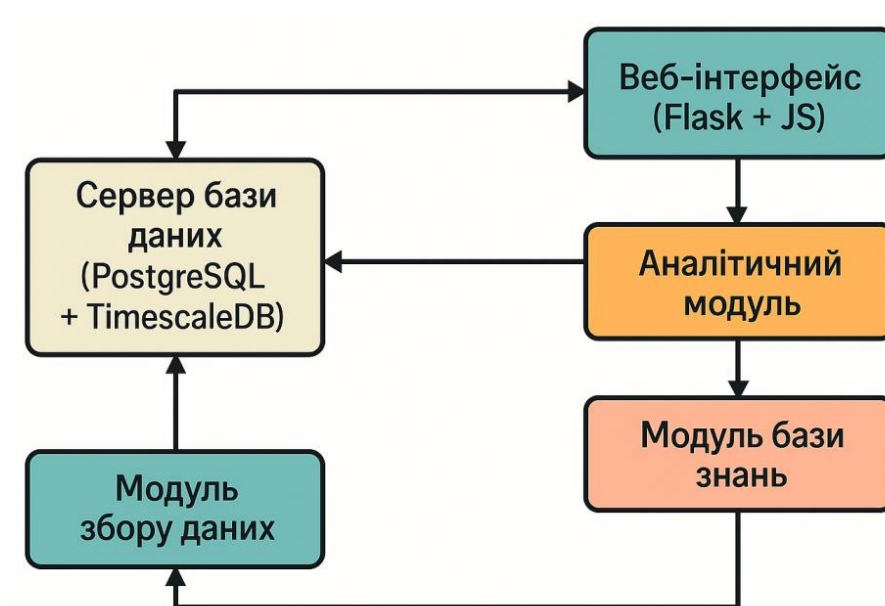 Веб-інтерфейс
(Flask + JS)
Сервер бази
даних
(PostgreSQL
+ TimescaleDB)
Аналітичний
модуль
Модуль бази
знань
Модуль
збору даних